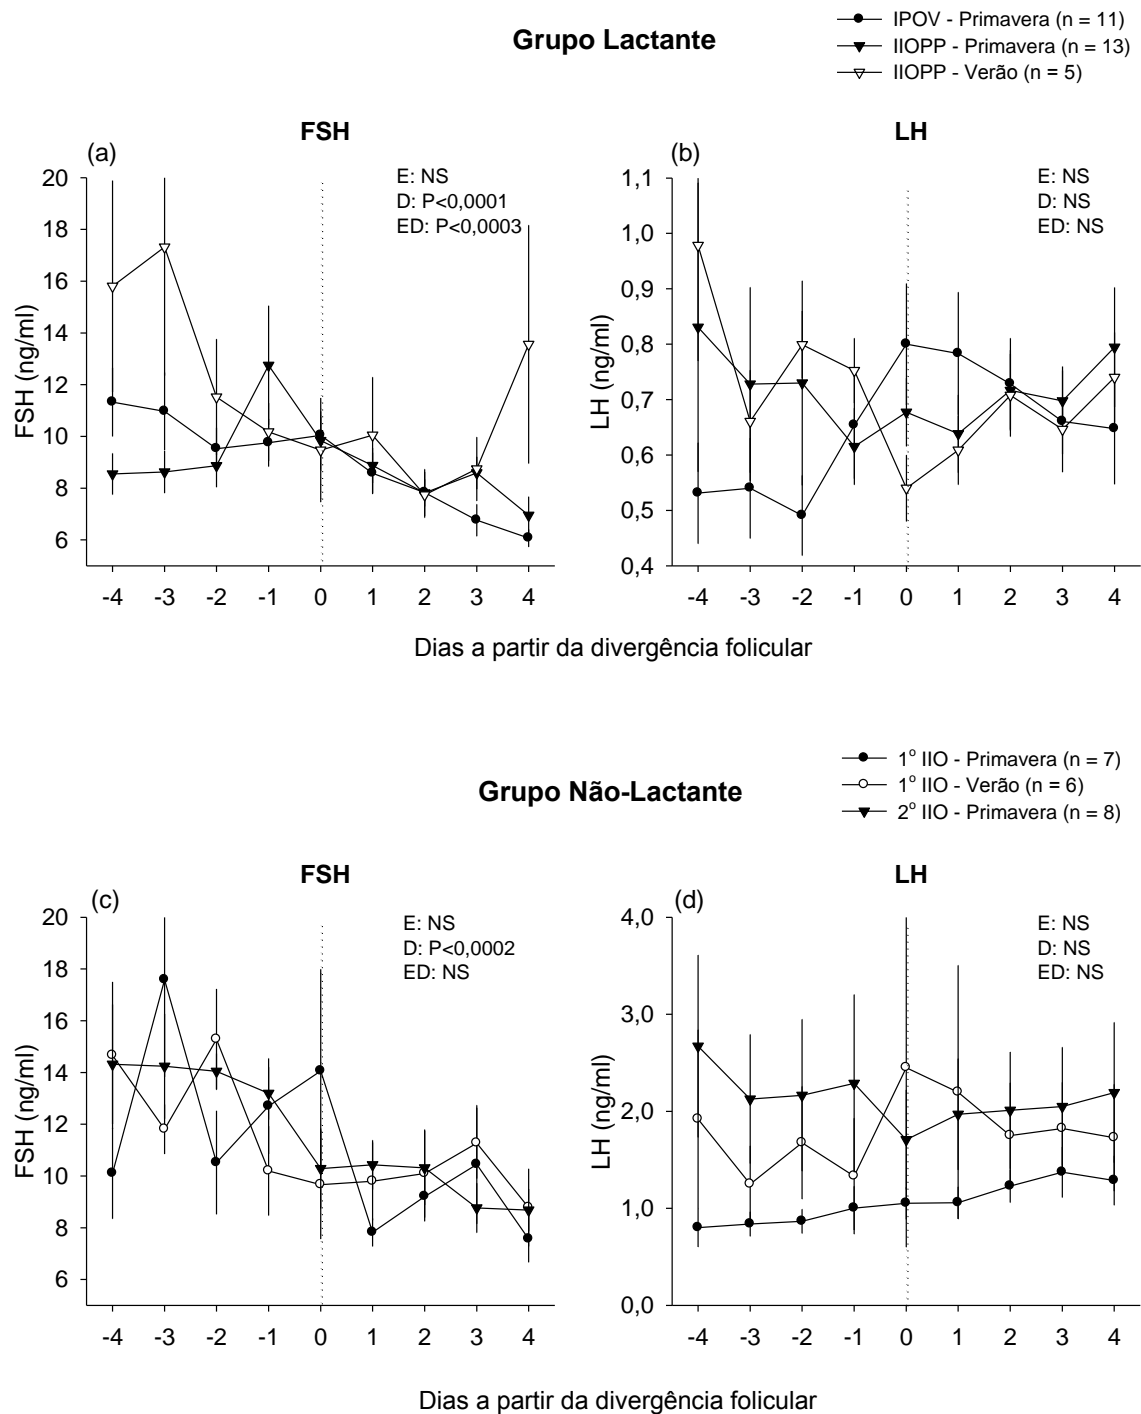 Grupo Lactante
IPOV - Primavera (n = 11)
IIOPP - Primavera (n = 13)
IIOPP - Verão (n = 5)
FSH
LH
(a)
E: NS
D: P<0,0001
ED: P<0,0003
20
18
16
14
12
10
8
6
FSH (ng/ml)
-4 -3 -2 -1 0 1 2 3 4
(b)
E: NS
D: NS
ED: NS
1,1
1,0
0,9
0,8
0,7
0,6
0,5
0,4
LH (ng/ml)
-4 -3 -2 -1 0 1 2 3 4
Dias a partir da divergência folicular
Grupo Não-Lactante
1º IIO - Primavera (n = 7)
1º IIO - Verão (n = 6)
2º IIO - Primavera (n = 8)
FSH
LH
(c)
E: NS
D: P<0,0002
ED: NS
20
18
16
14
12
10
8
6
FSH (ng/ml)
-4 -3 -2 -1 0 1 2 3 4
(d)
E: NS
D: NS
ED: NS
4,0
3,0
2,0
1,0
0,0
LH (ng/ml)
-4 -3 -2 -1 0 1 2 3 4
Dias a partir da divergência folicular